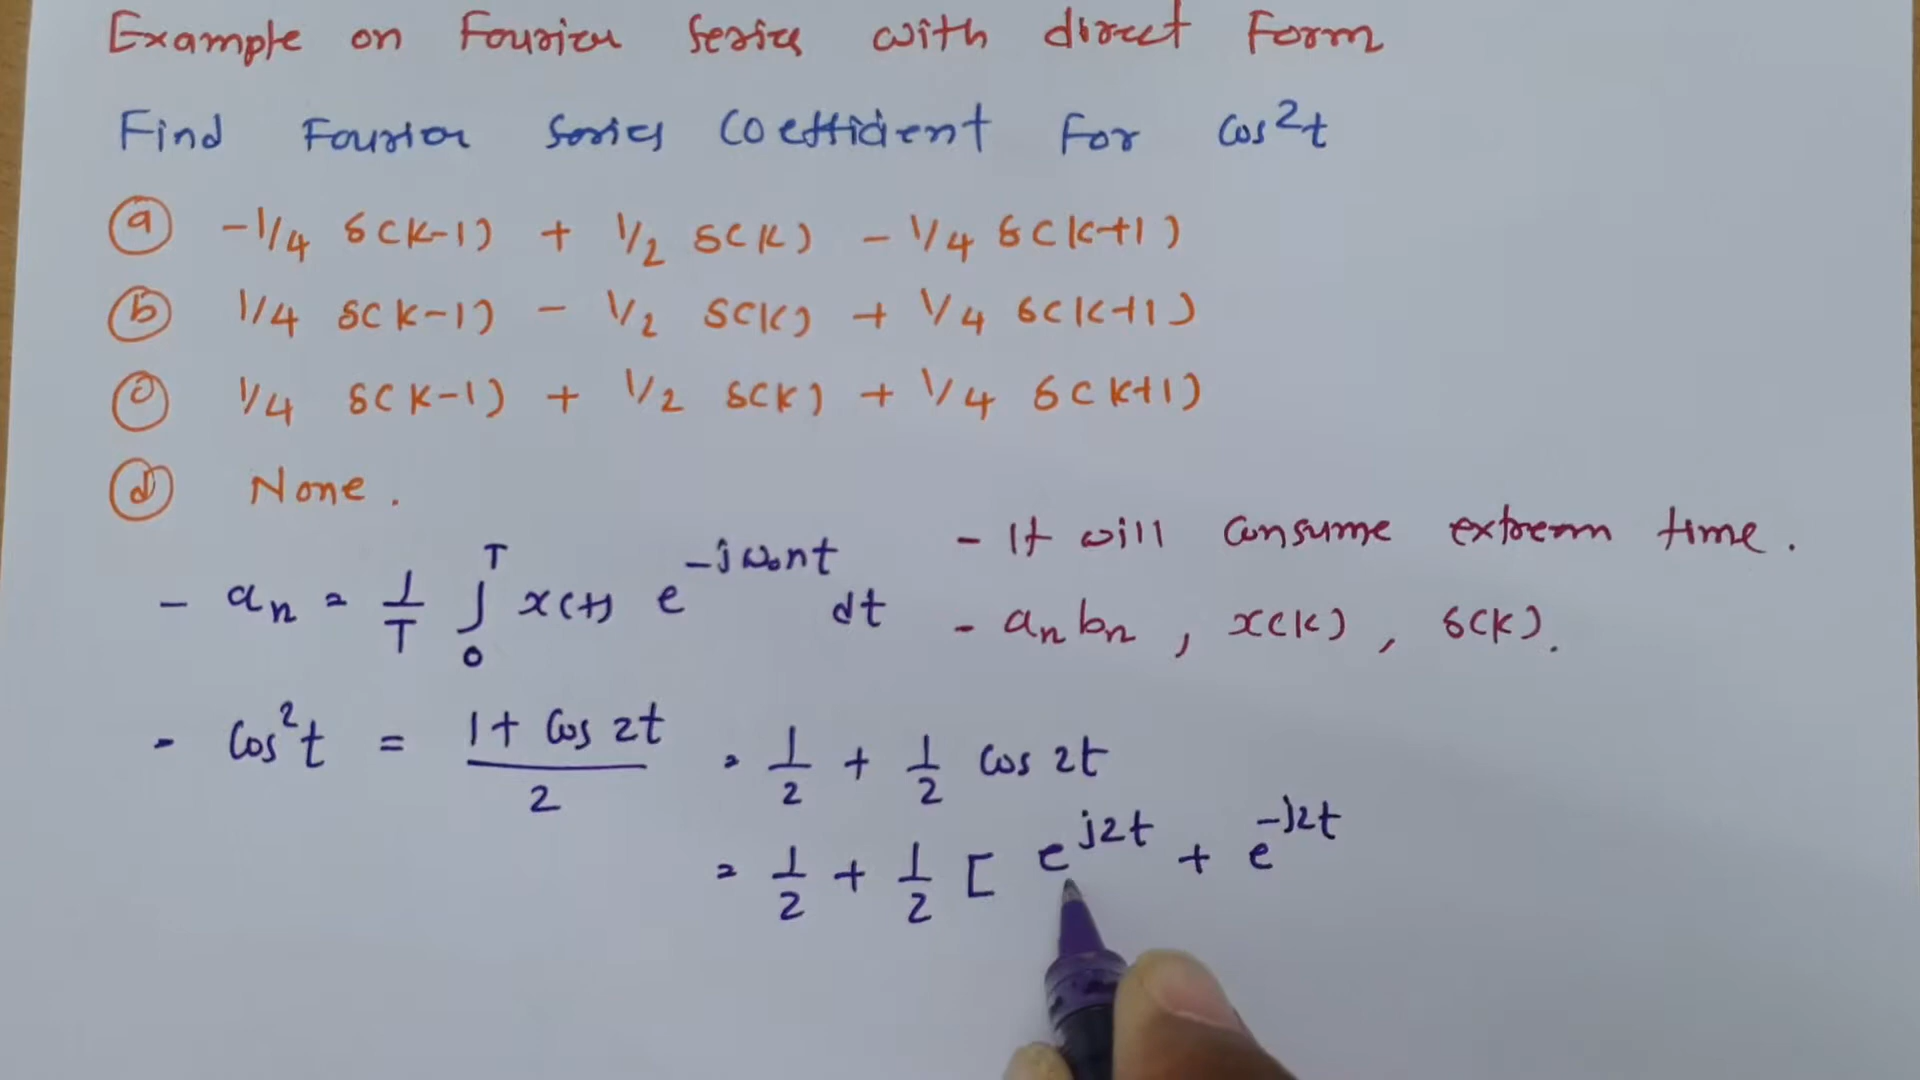 Example on Fourier Series with direct Form
Find Fourier Series Coefficient for cos²t
(a) -1/4 δ(k-1) + 1/2 δ(k) - 1/4 δ(k+1)
(b) 1/4 δ(k-1) - 1/2 δ(k) + 1/4 δ(k+1)
(c) 1/4 δ(k-1) + 1/2 δ(k) + 1/4 δ(k+1)
(d) None.
- aₙ = 1/T ∫₀ᵀ x(t) e^(-jω₀nt) dt
- It will consume extrem time.
- aₙ bₙ , x(k) , δ(k).
- Cos²t = (1 + Cos 2t)/2 = 1/2 + 1/2 Cos 2t
= 1/2 + 1/2 [ e^(j2t) + e^(-j2t)